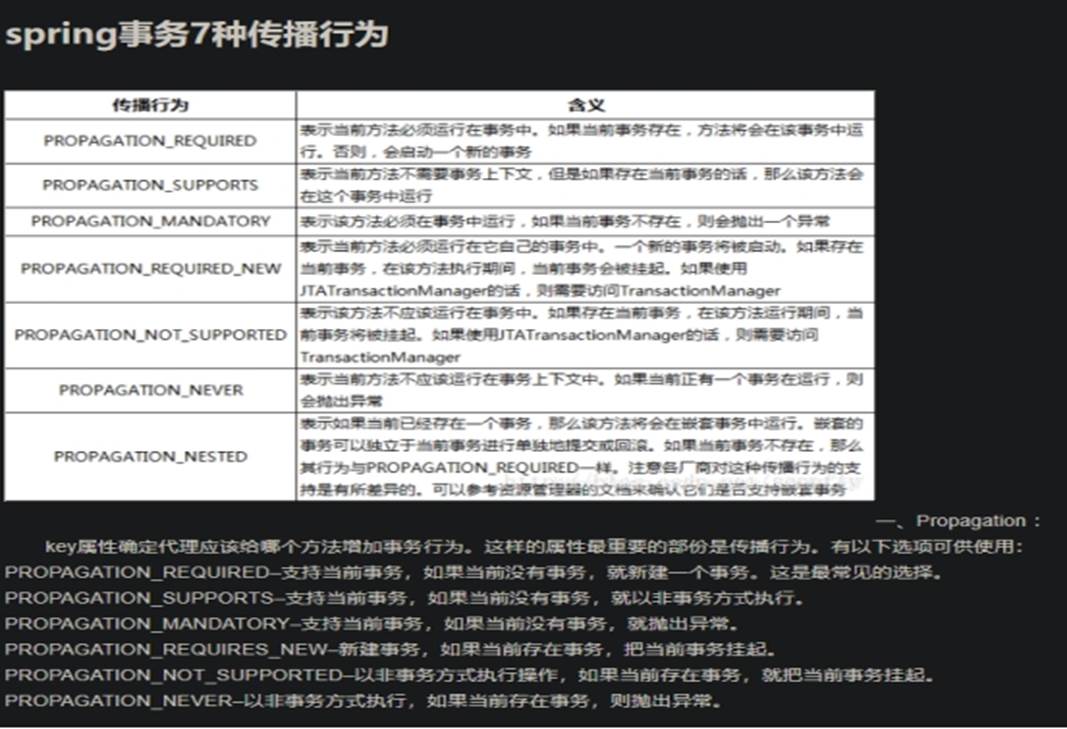 spring事务7种传播行为
传播行为 含义
PROPAGATION_REQUIRED 表示当前方法必须运行在事务中。如果当前事务存在，方法将会在该事务中运
行。否则，会启动一个新的事务
PROPAGATION_SUPPORTS 表示当前方法不需要事务上下文，但是如果存在当前事务的话，那么该方法会
在这个事务中运行
PROPAGATION_MANDATORY 表示该方法必须在事务中运行，如果当前事务不存在，则会抛出一个异常
PROPAGATION_REQUIRED_NEW 表示当前方法必须运行在它自己的事务中。一个新的事务将被启动。如果存在
当前事务，在该方法执行期间，当前事务会被挂起。如果使用
JTATransactionManager的话，则需要访问TransactionManager
PROPAGATION_NOT_SUPPORTED 表示该方法不应该运行在事务中。如果存在当前事务，在该方法运行期间，当
前事务将被挂起。如果使用JTATransactionManager的话，则需要访问
TransactionManager
PROPAGATION_NEVER 表示当前方法不应该运行在事务上下文中。如果当前正有一个事务在运行，则
会抛出异常
PROPAGATION_NESTED 表示如果当前已经存在一个事务，那么该方法将会在嵌套事务中运行。嵌套的
事务可以独立于当前事务进行单独地提交或回滚。如果当前事务不存在，那么
其行为与PROPAGATION_REQUIRED一样。注意各厂商对这种传播行为的支
持是有所差异的。可以参考资源管理器的文档来确认它们是否支持嵌套事务
一、Propagation：
key属性确定代理应该给哪个方法增加事务行为。这样的属性最重要的部份是传播行为。有以下选项可供使用：
PROPAGATION_REQUIRED–支持当前事务，如果当前没有事务，就新建一个事务。这是最常见的选择。
PROPAGATION_SUPPORTS–支持当前事务，如果当前没有事务，就以非事务方式执行。
PROPAGATION_MANDATORY–支持当前事务，如果当前没有事务，就抛出异常。
PROPAGATION_REQUIRES_NEW–新建事务，如果当前存在事务，把当前事务挂起。
PROPAGATION_NOT_SUPPORTED–以非事务方式执行操作，如果当前存在事务，就把当前事务挂起。
PROPAGATION_NEVER–以非事务方式执行，如果当前存在事务，则抛出异常。